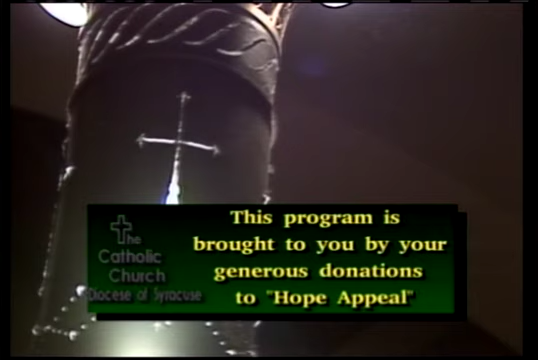 The
Catholic
Church
Diocese of Syracuse
This program is
brought to you by your
generous donations
to "Hope Appeal"